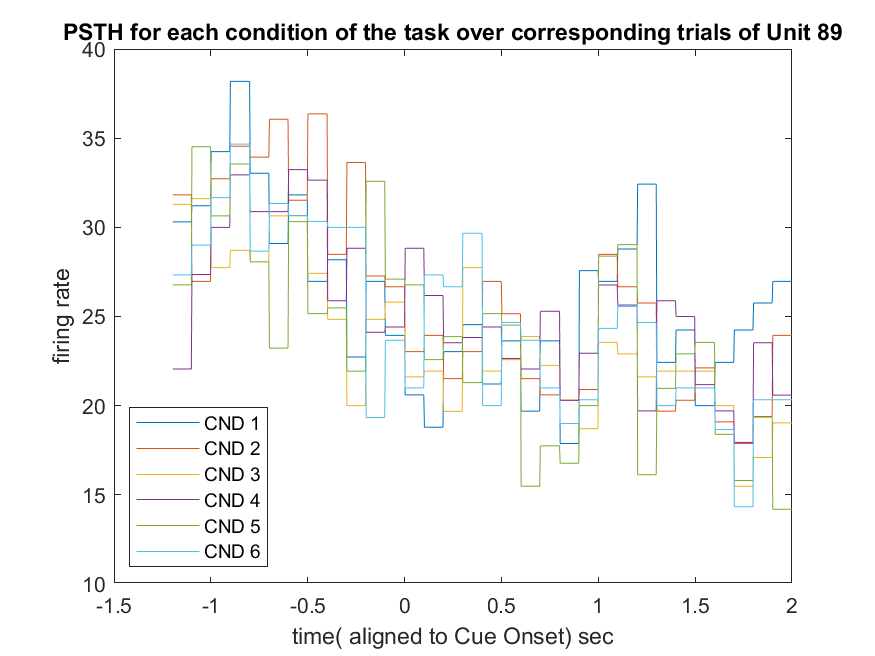 PSTH for each condition of the task over corresponding trials of Unit 89
40
35
30
25
20
15
10
firing rate
CND 1
CND 2
CND 3
CND 4
CND 5
CND 6
-1.5 -1 -0.5 0 0.5 1 1.5 2
time( aligned to Cue Onset) sec